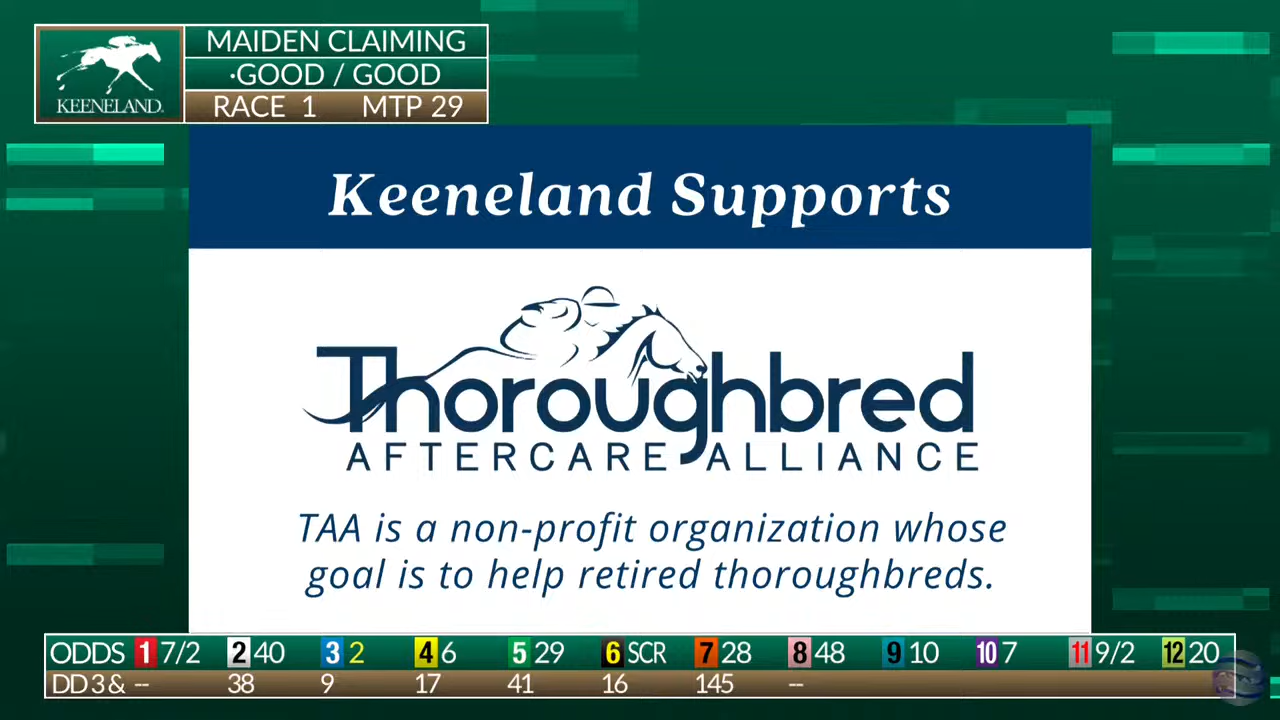 MAIDEN CLAIMING
·GOOD / GOOD
KEENELAND
RACE 1 MTP 29
Keeneland Supports
Thoroughbred
AFTERCARE ALLIANCE
TAA is a non-profit organization whose
goal is to help retired thoroughbreds.
ODDS 1 7/2 2 40 3 2 4 6 5 29 6 SCR 7 28 8 48 9 10 10 7 11 9/2 12 20
DD 3 & -- 38 9 17 41 16 145 --